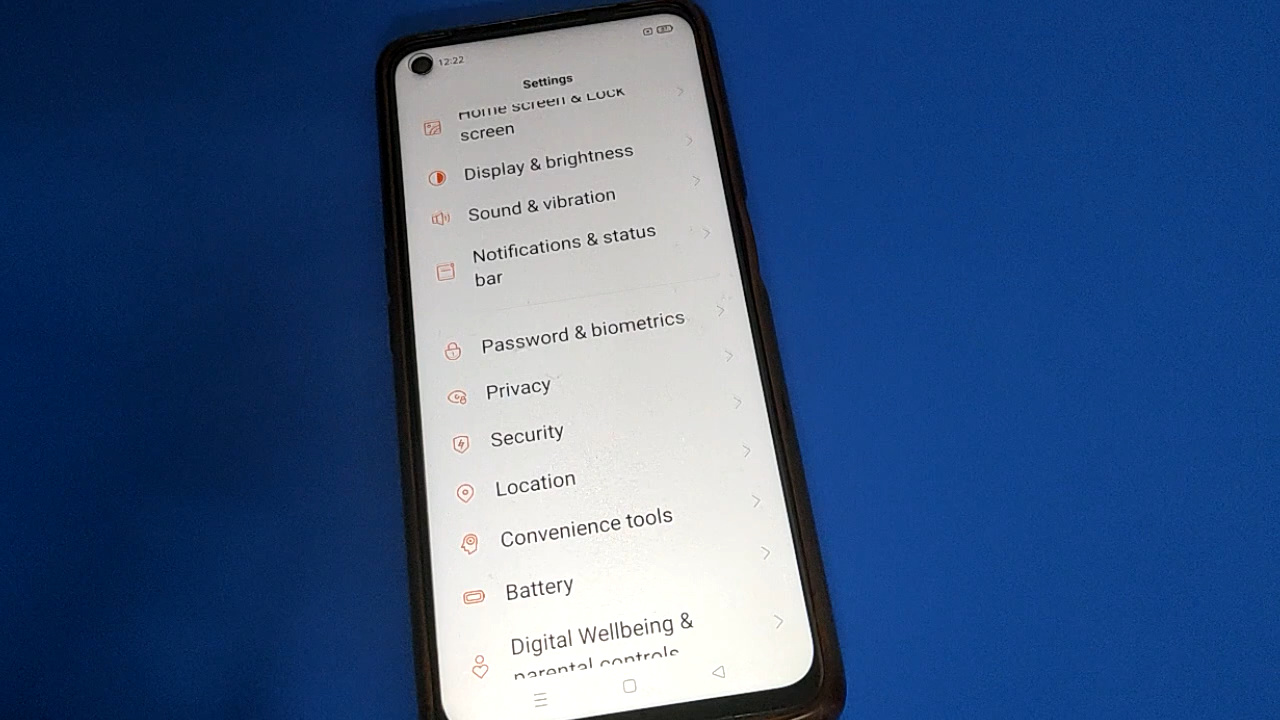 12:22
Settings
Home screen & Lock
screen
Display & brightness
Sound & vibration
Notifications & status
bar
Password & biometrics
Privacy
Security
Location
Convenience tools
Battery
Digital Wellbeing &
parental controls